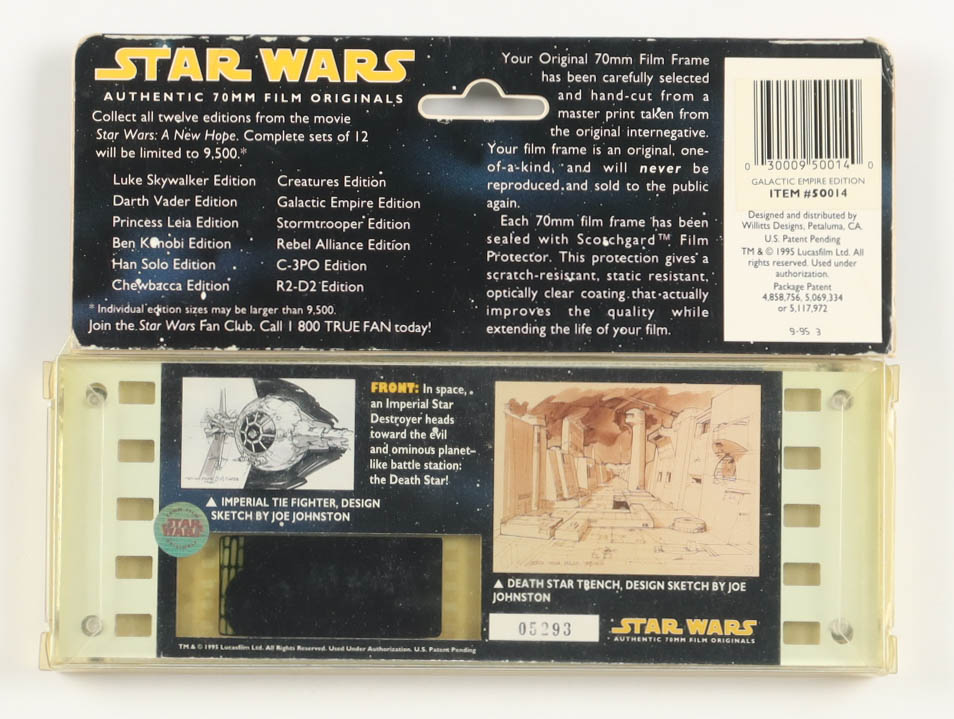 STAR WARS
AUTHENTIC 70MM FILM ORIGINALS
Collect all twelve editions from the movie
Star Wars: A New Hope. Complete sets of 12
will be limited to 9,500.*
Luke Skywalker Edition
Darth Vader Edition
Princess Leia Edition
Ben Kenobi Edition
Han Solo Edition
Chewbacca Edition
Creatures Edition
Galactic Empire Edition
Stormtrooper Edition
Rebel Alliance Edition
C-3PO Edition
R2-D2 Edition
* Individual edition sizes may be larger than 9,500.
Join the Star Wars Fan Club. Call 1 800 TRUE FAN today!
Your Original 70mm Film Frame
has been carefully selected
and hand-cut from a
master print taken from
the original internegative.
Your film frame is an original, one-
of-a-kind, and will never be
reproduced and sold to the public
again.
Each 70mm film frame has been
sealed with Scotchgard™ Film
Protector. This protection gives a
scratch-resistant, static resistant,
optically clear coating that actually
improves the quality while
extending the life of your film.
0 30009 50014 0
GALACTIC EMPIRE EDITION
ITEM #50014
Designed and distributed by
Willitts Designs, Petaluma, CA.
U.S. Patent Pending
TM & © 1995 Lucasfilm Ltd. All
rights reserved. Used under
authorization.
Package Patent
4,858,756, 5,069,334
or 5,117,972
9-95 3
FRONT: In space,
an Imperial Star
Destroyer heads
toward the evil
and ominous planet-
like battle station:
the Death Star!
▲ IMPERIAL TIE FIGHTER, DESIGN
SKETCH BY JOE JOHNSTON
STAR
WARS
▲ DEATH STAR TRENCH, DESIGN SKETCH BY JOE
JOHNSTON
05293
STAR WARS
AUTHENTIC 70MM FILM ORIGINALS
TM & © 1995 Lucasfilm Ltd. All Rights Reserved. Used Under Authorization. U.S. Patent Pending